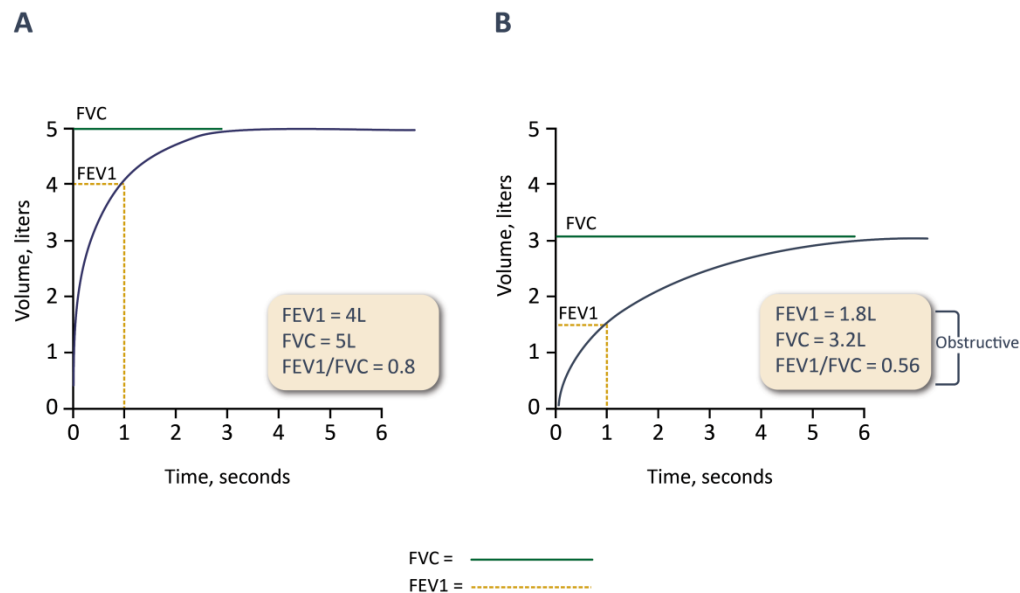 A
FVC
5
FEV1
4
3
2
1
0
Volume, liters
FEV1 = 4L
FVC = 5L
FEV1/FVC = 0.8
0 1 2 3 4 5 6
Time, seconds
B
5
4
FVC
3
2
FEV1
1
0
Volume, liters
FEV1 = 1.8L
FVC = 3.2L
FEV1/FVC = 0.56
Obstructive
0 1 2 3 4 5 6
Time, seconds
FVC =
FEV1 =